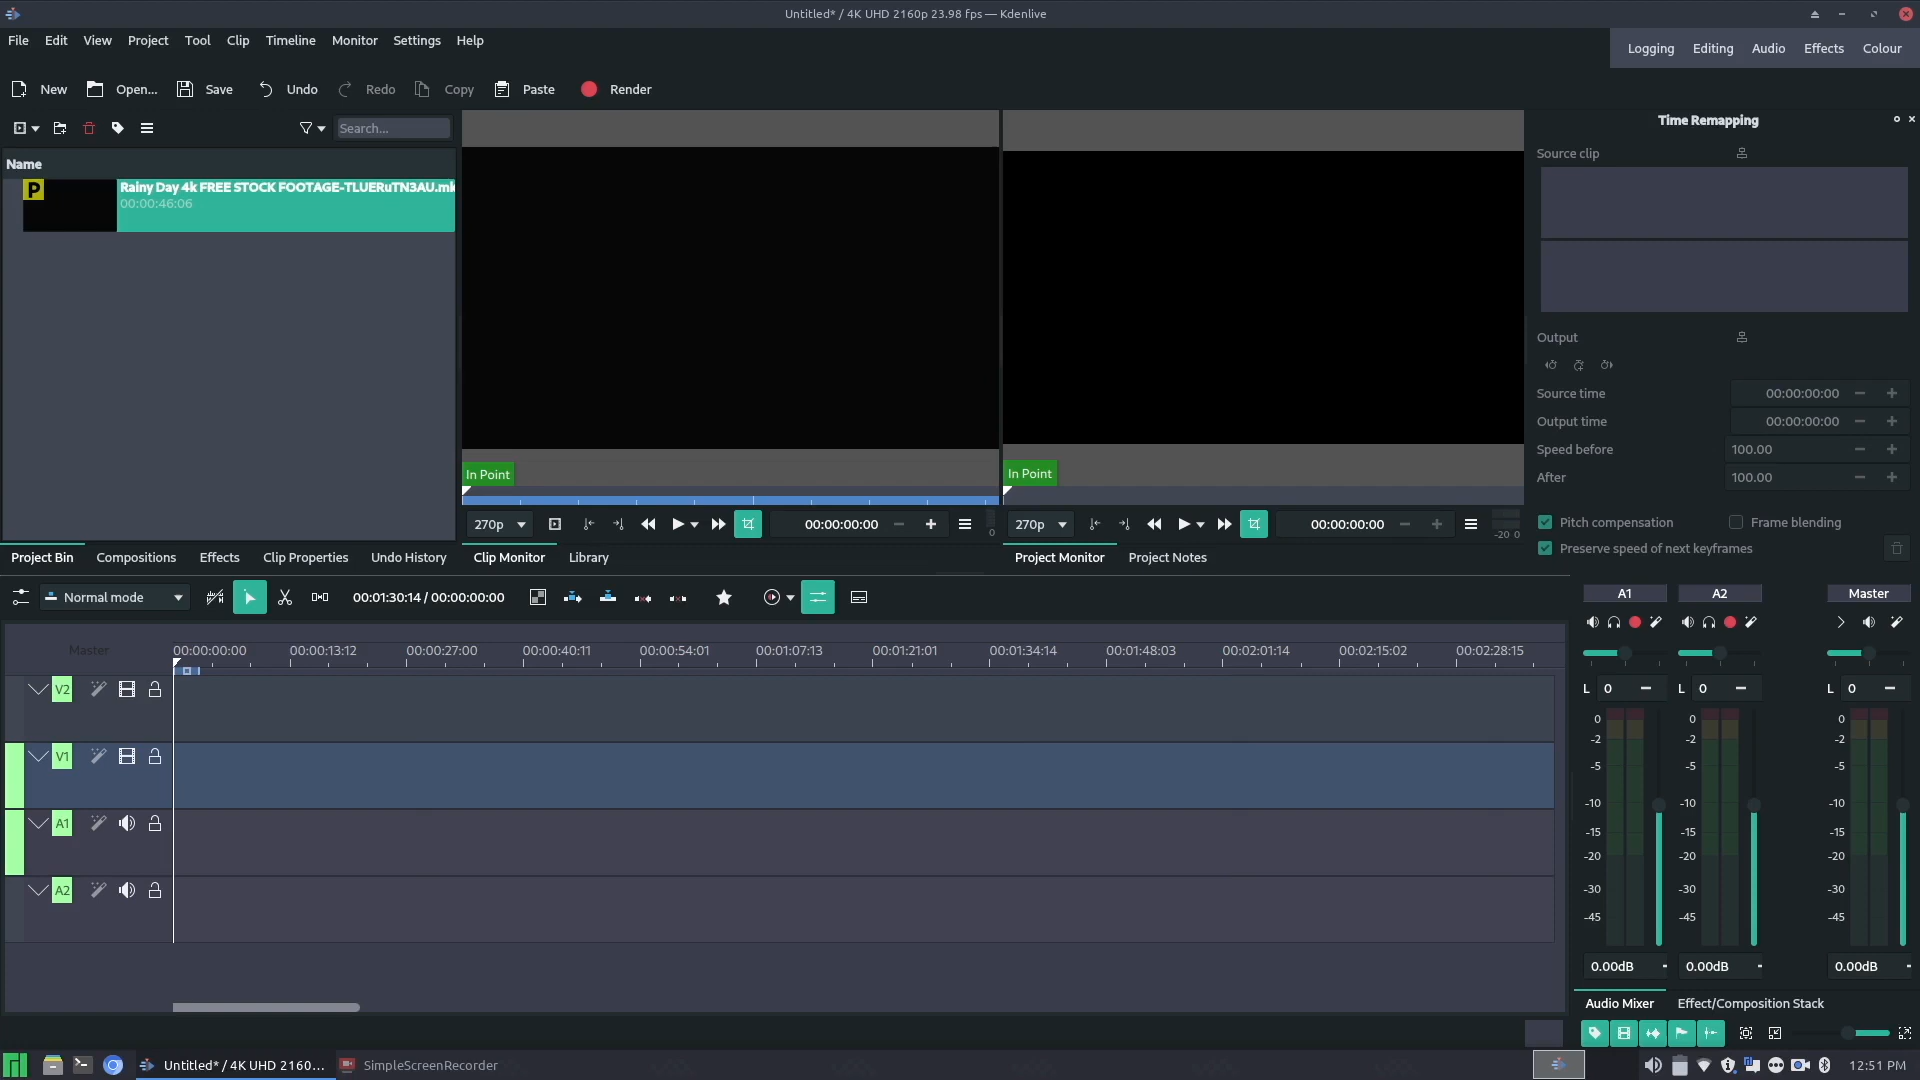 Untitled* / 4K UHD 2160p 23.98 fps — Kdenlive
File Edit View Project Tool Clip Timeline Monitor Settings Help
Logging Editing Audio Effects Colour
New Open... Save Undo Redo Copy Paste Render
Search...
Name
P
Rainy Day 4k FREE STOCK FOOTAGE-TLUERuTN3AU.mk
00:00:46:06
In Point
In Point
270p 00:00:00:00 0
270p 00:00:00:00 -20 0
Project Bin Compositions Effects Clip Properties Undo History
Clip Monitor Library
Project Monitor Project Notes
Time Remapping
Source clip
Output
Source time 00:00:00:00
Output time 00:00:00:00
Speed before 100.00
After 100.00
Pitch compensation Frame blending
Preserve speed of next keyframes
Normal mode 00:01:30:14 / 00:00:00:00
Master 00:00:00:00 00:00:13:12 00:00:27:00 00:00:40:11 00:00:54:01 00:01:07:13 00:01:21:01 00:01:34:14 00:01:48:03 00:02:01:14 00:02:15:02 00:02:28:15
V2
V1
A1
A2
A1 A2 Master
L 0 L 0 L 0
0 0 0
-2 -2 -2
-5 -5 -5
-10 -10 -10
-15 -15 -15
-20 -20 -20
-30 -30 -30
-45 -45 -45
0.00dB 0.00dB 0.00dB
Audio Mixer Effect/Composition Stack
Untitled* / 4K UHD 2160... SimpleScreenRecorder 12:51 PM